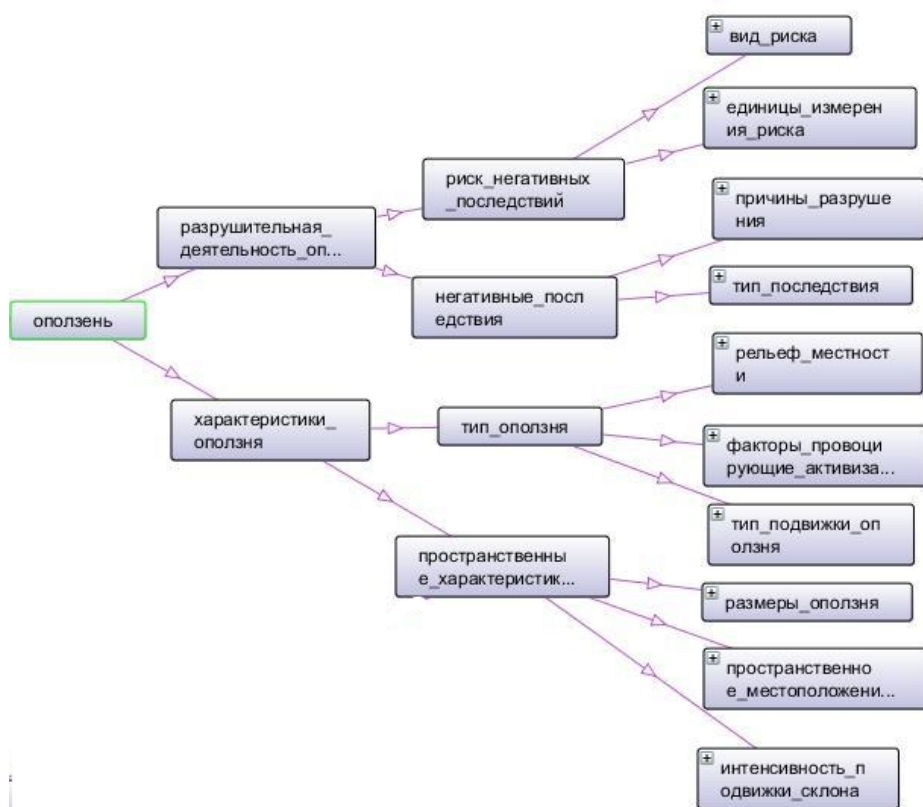 вид_риска
единицы_измерен
ия_риска
риск_негативных
_последствий
причины_разруше
ния
разрушительная_
деятельность_оп...
негативные_посл
едствия
тип_последствия
оползень
рельеф_местност
и
характеристики_
оползня
тип_оползня
факторы_провоци
рующие_активиза...
тип_подвижки_оп
олзня
пространственны
е_характеристик...
размеры_оползня
пространственно
е_местоположени...
интенсивность_п
одвижки_склона